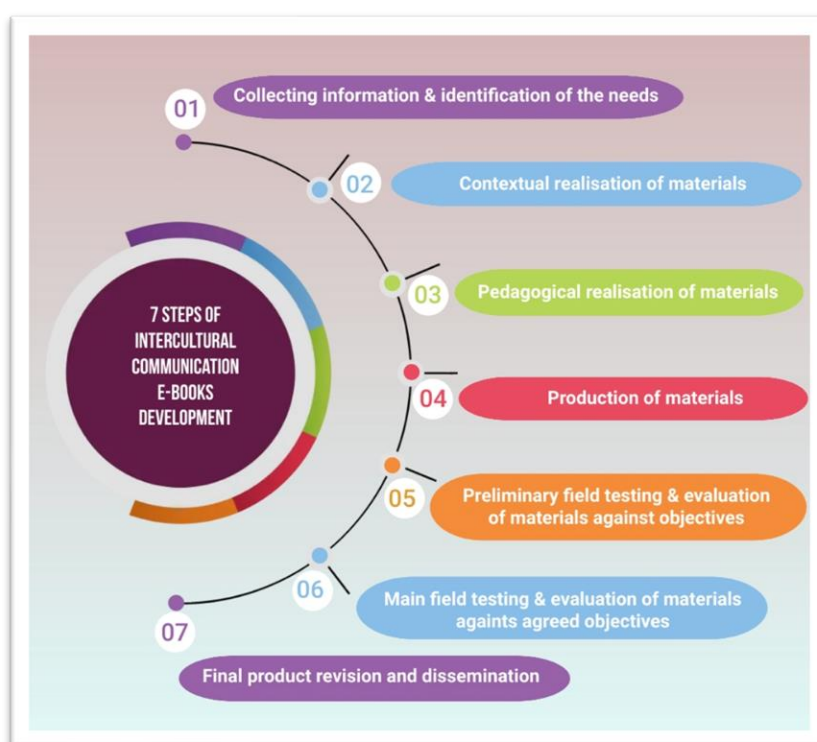 01
Collecting information & identification of the needs
02
Contextual realisation of materials
03
Pedagogical realisation of materials
7 STEPS OF
INTERCULTURAL
COMMUNICATION
E-BOOKS
DEVELOPMENT
04
Production of materials
05
Preliminary field testing & evaluation
of materials against objectives
06
Main field testing & evaluation of materials
againts agreed objectives
07
Final product revision and dissemination